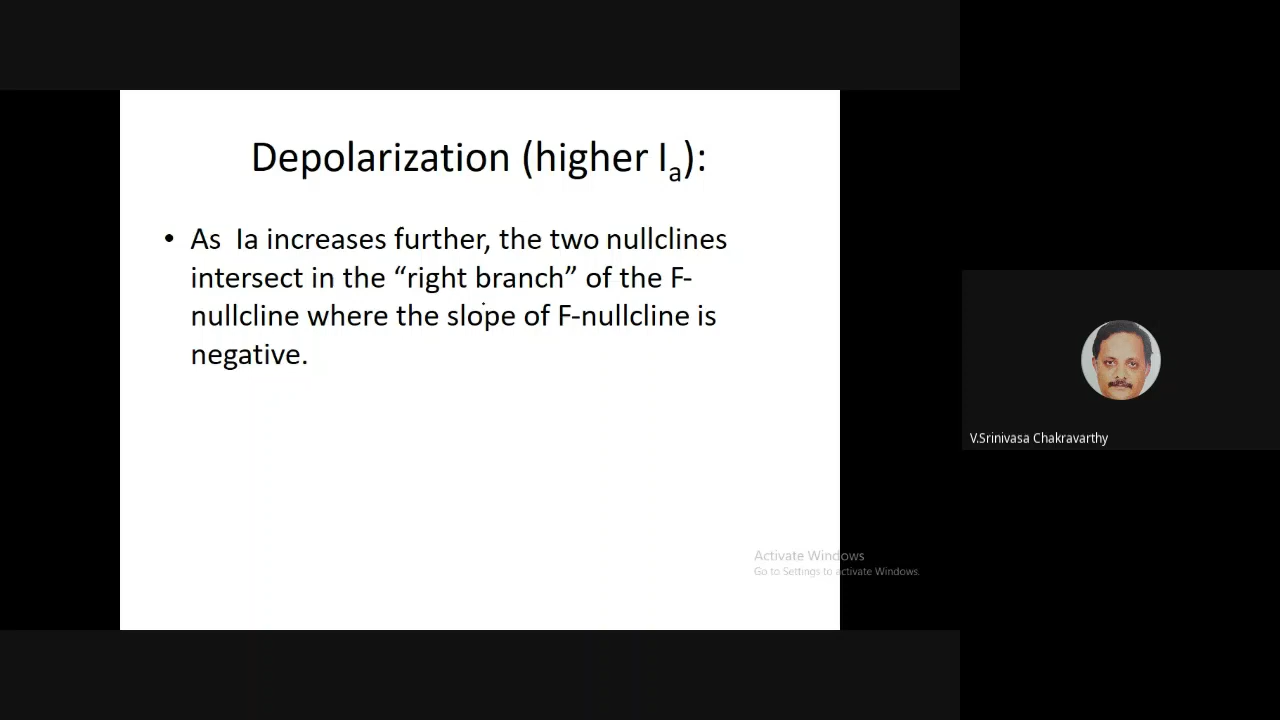 Depolarization (higher Ia):
• As  Ia increases further, the two nullclines
intersect in the “right branch” of the F-
nullcline where the slope of F-nullcline is
negative.
V.Srinivasa Chakravarthy
Activate Windows
Go to Settings to activate Windows.